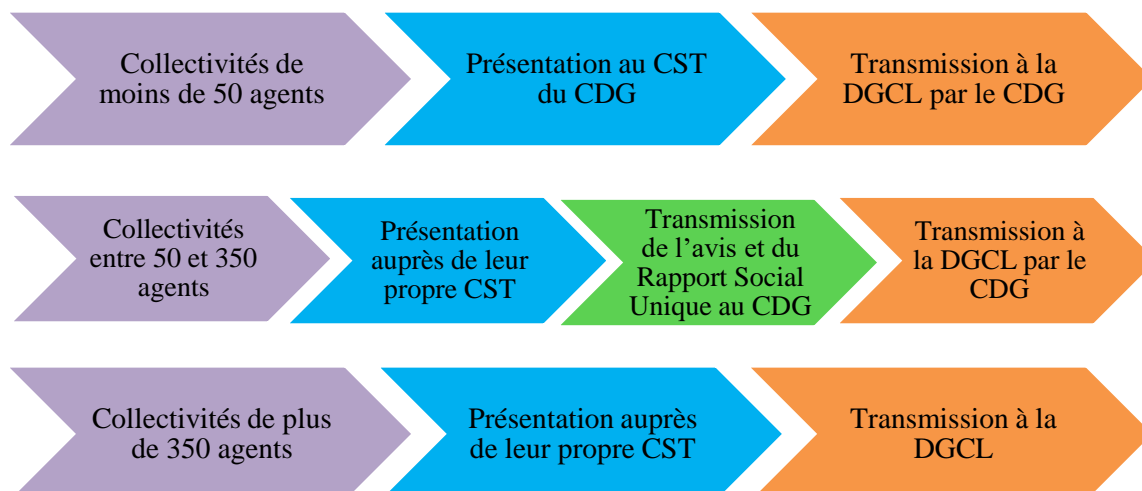 Collectivités de
moins de 50 agents
Présentation au CST
du CDG
Transmission à la
DGCL par le CDG
Collectivités
entre 50 et 350
agents
Présentation
auprès de leur
propre CST
Transmission
de l’avis et du
Rapport Social
Unique au CDG
Transmission à
la DGCL par le
CDG
Collectivités de plus
de 350 agents
Présentation auprès
de leur propre CST
Transmission à la
DGCL